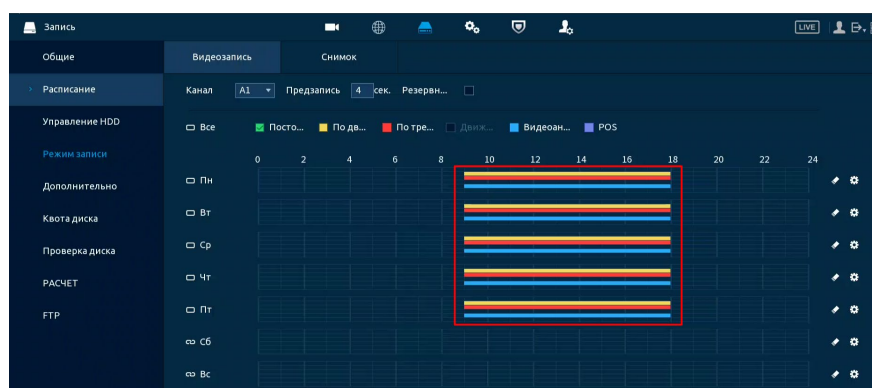 Запись LIVE
Общие Видеозапись Снимок
Расписание Канал A1 Предзапись 4 сек. Резервн...
Управление HDD Все Посто... По дв... По тре... Движ... Видеоан... POS
Режим записи 0 2 4 6 8 10 12 14 16 18 20 22 24
Пн
Дополнительно
Вт
Квота диска
Ср
Проверка диска
Чт
РАСЧЕТ
Пт
FTP
Сб
Вс